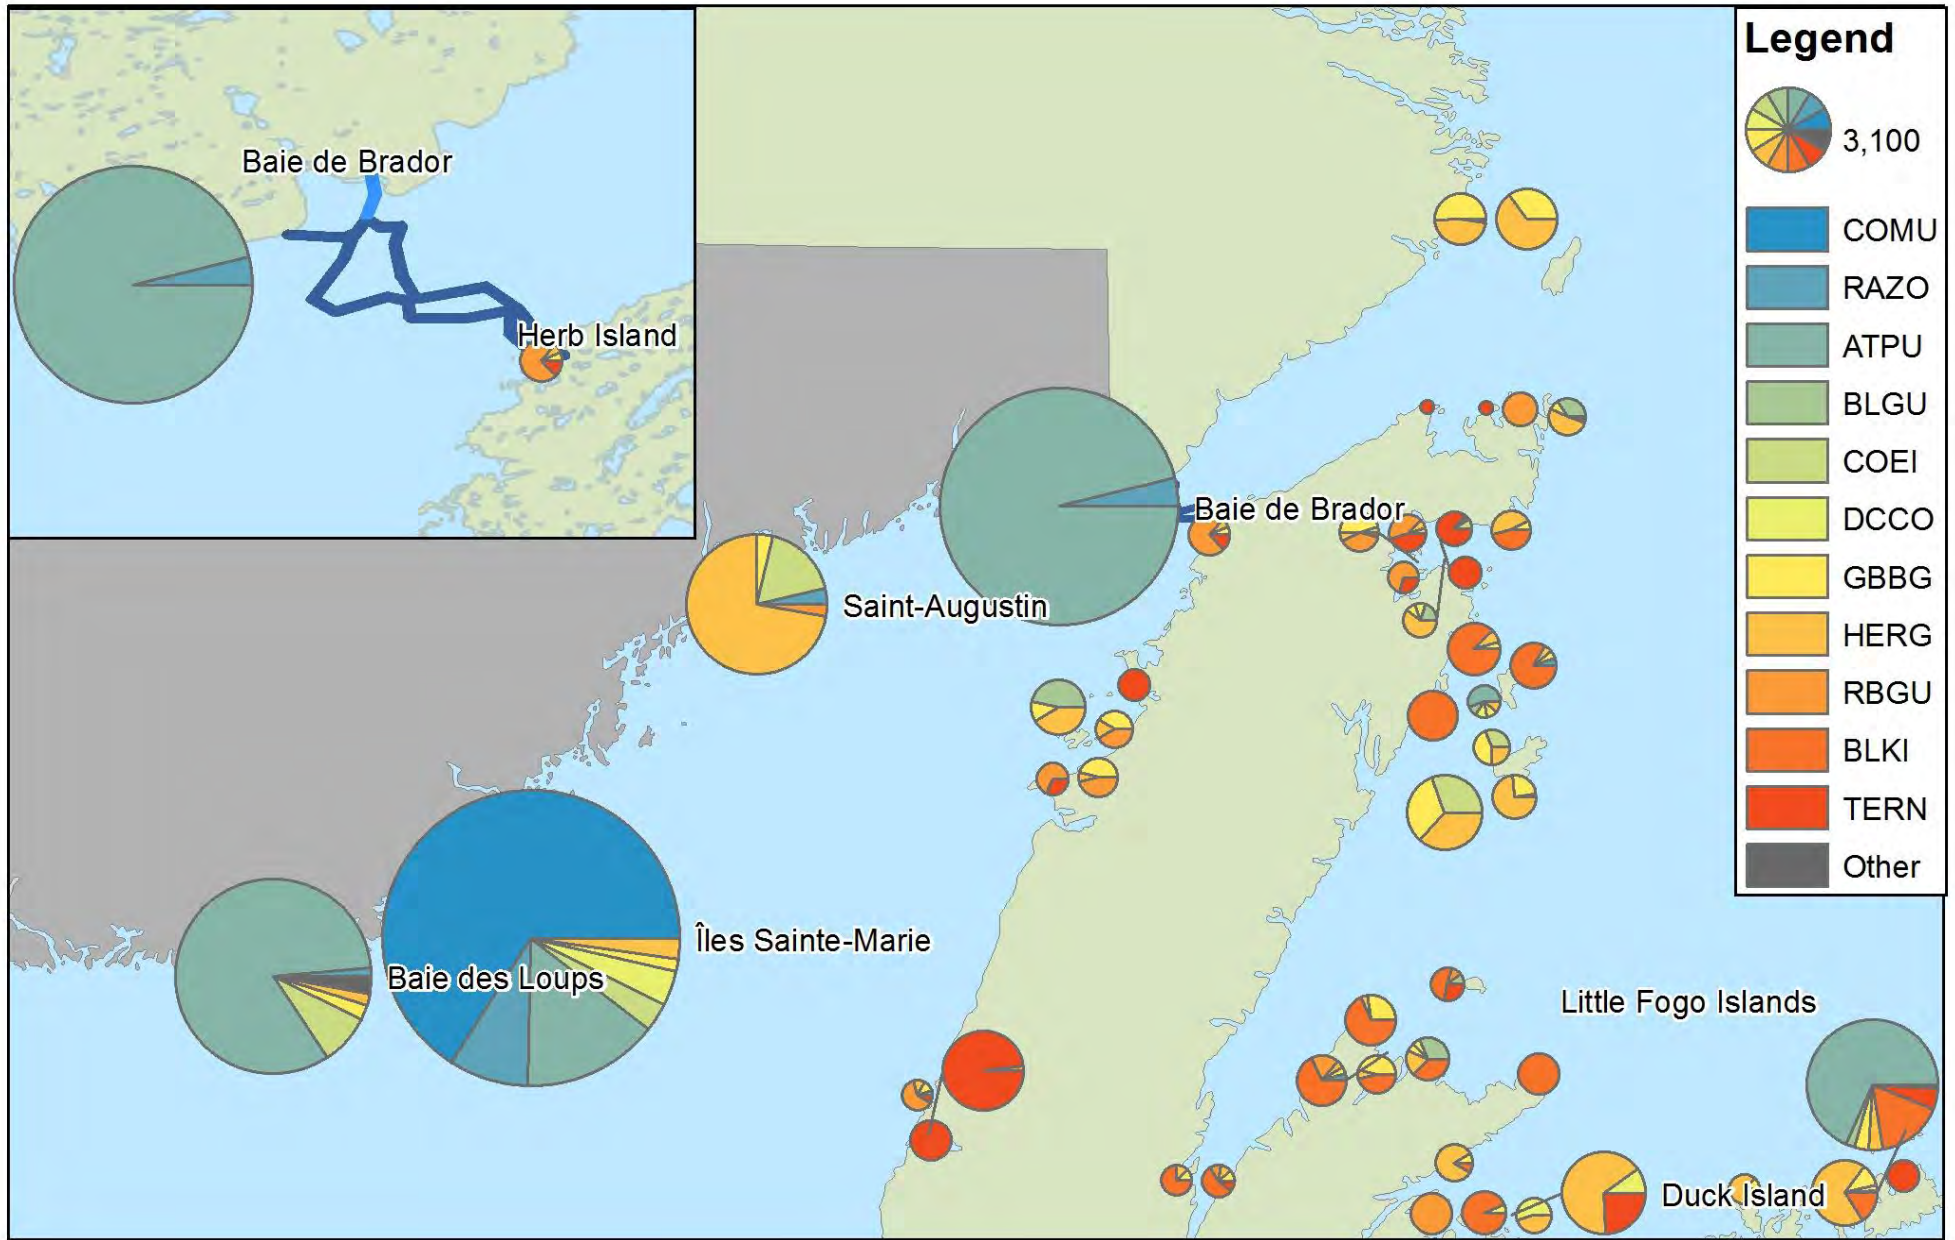 Baie de Brador
Herb Island
Legend
3,100
COMU
RAZO
ATPU
BLGU
COEI
DCCO
GBBG
HERG
RBGU
BLKI
TERN
Other
Baie de Brador
Saint-Augustin
Îles Sainte-Marie
Baie des Loups
Little Fogo Islands
Duck Island